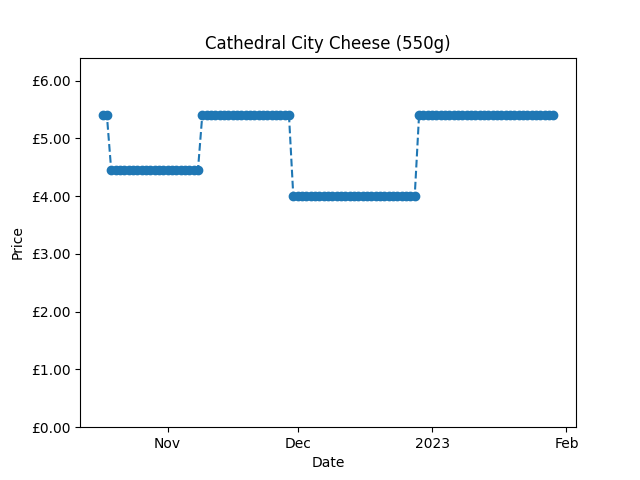 Cathedral City Cheese (550g)
£6.00
£5.00
£4.00
£3.00
£2.00
£1.00
£0.00
Price
Nov
Dec
2023
Feb
Date